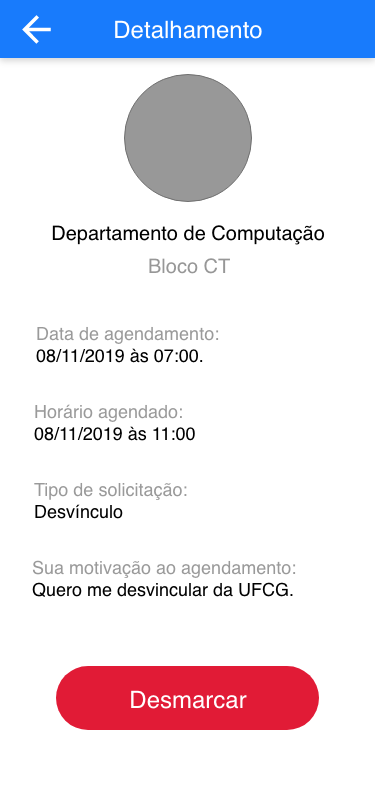 Detalhamento
Departamento de Computação
Bloco CT
Data de agendamento:
08/11/2019 às 07:00.
Horário agendado:
08/11/2019 às 11:00
Tipo de solicitação:
Desvínculo
Sua motivação ao agendamento:
Quero me desvincular da UFCG.
Desmarcar